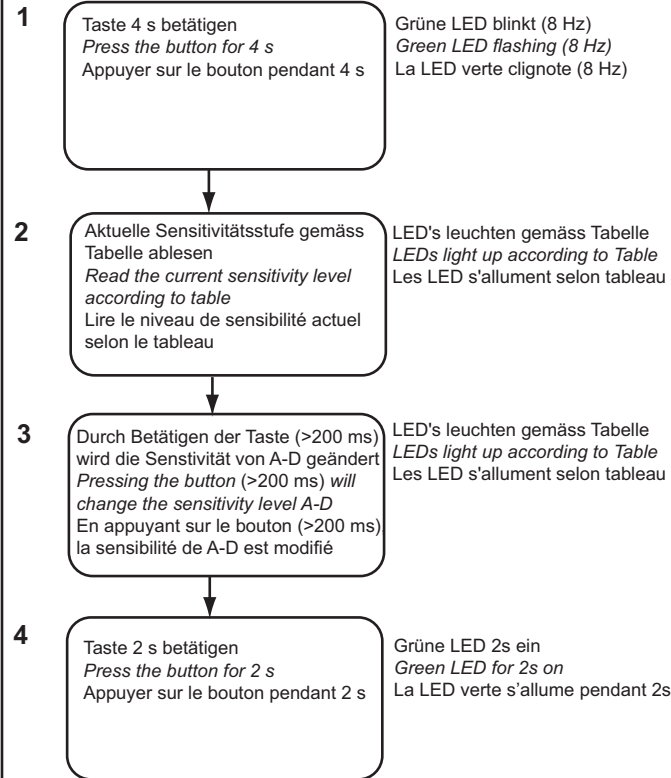 1
Taste 4 s betätigen
Press the button for 4 s
Appuyer sur le bouton pendant 4 s
Grüne LED blinkt (8 Hz)
Green LED flashing (8 Hz)
La LED verte clignote (8 Hz)
2
Aktuelle Sensitivitätsstufe gemäss
Tabelle ablesen
Read the current sensitivity level
according to table
Lire le niveau de sensibilité actuel
selon le tableau
LED's leuchten gemäss Tabelle
LEDs light up according to Table
Les LED s'allument selon tableau
3
Durch Betätigen der Taste (>200 ms)
wird die Senstivität von A-D geändert
Pressing the button (>200 ms) will
change the sensitivity level A-D
En appuyant sur le bouton (>200 ms),
la sensibilité de A-D est modifié
LED's leuchten gemäss Tabelle
LEDs light up according to Table
Les LED s'allument selon tableau
4
Taste 2 s betätigen
Press the button for 2 s
Appuyer sur le bouton pendant 2 s
Grüne LED 2s ein
Green LED for 2s on
La LED verte s’allume pendant 2s